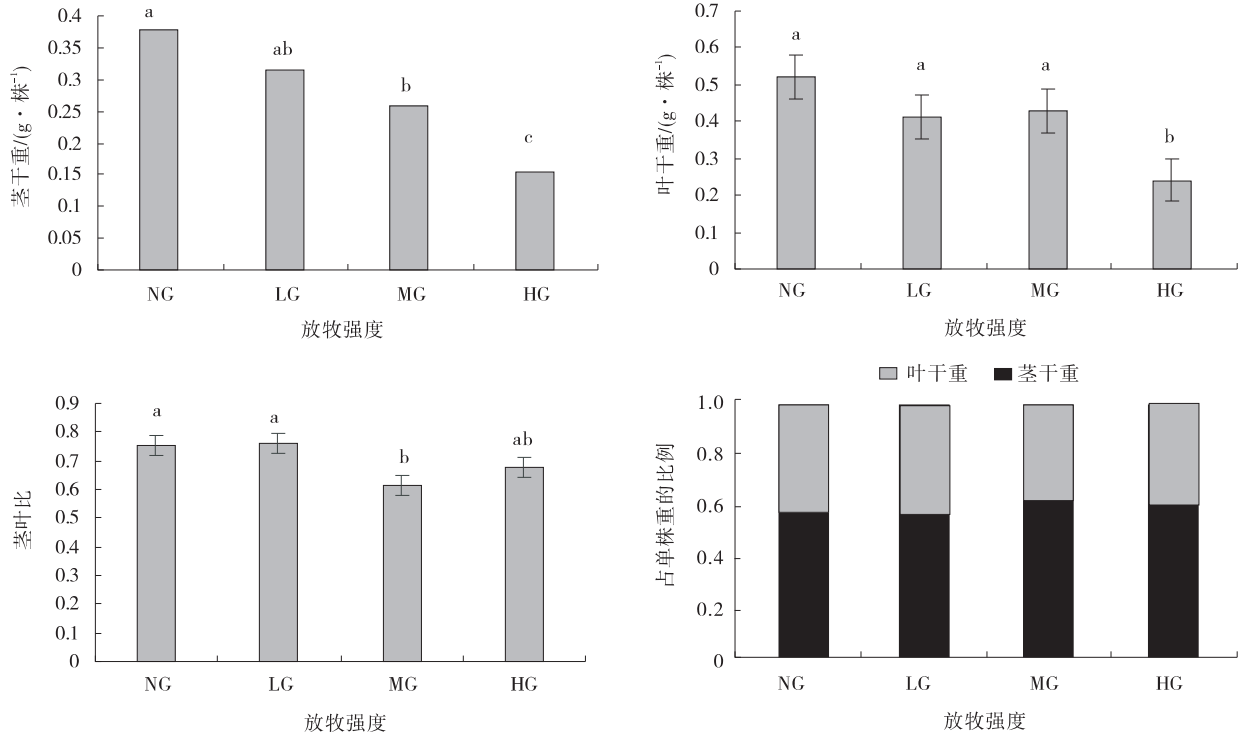 茎干重/(g·株⁻¹)
0.4
0.35
0.3
0.25
0.2
0.15
0.1
0.05
0
a
ab
b
c
NG LG MG HG
放牧强度
叶干重/(g·株⁻¹)
0.7
0.6
0.5
0.4
0.3
0.2
0.1
0
a
a
a
b
NG LG MG HG
放牧强度
茎叶比
0.9
0.8
0.7
0.6
0.5
0.4
0.3
0.2
0.1
0
a
a
b
ab
NG LG MG HG
放牧强度
叶干重 茎干重
占单株重的比例
1.0
0.8
0.6
0.4
0.2
0
NG LG MG HG
放牧强度